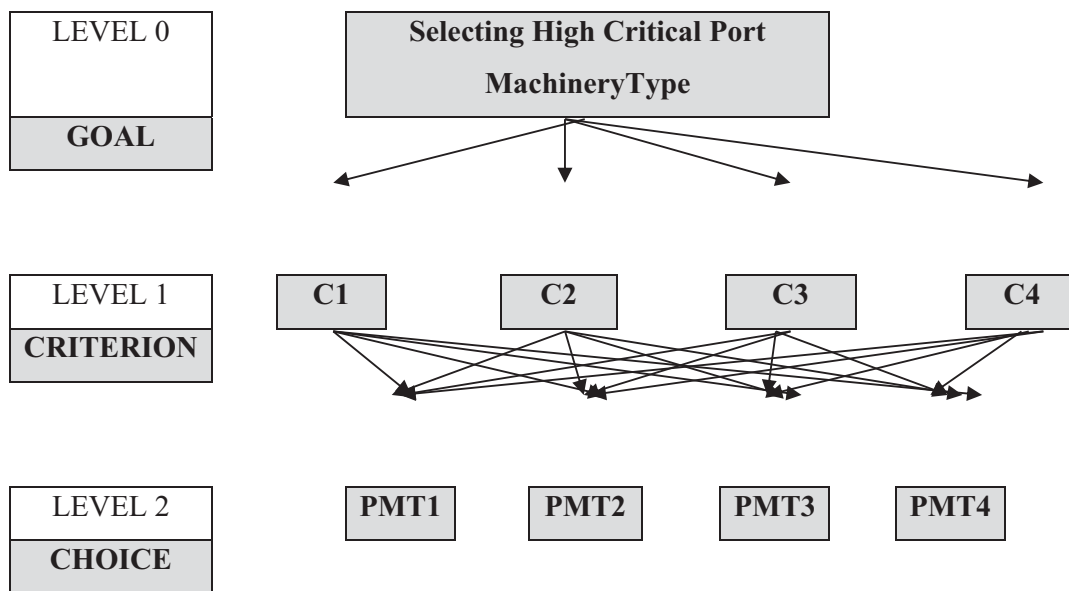 LEVEL 0
GOAL
Selecting High Critical Port
MachineryType
LEVEL 1
CRITERION
C1
C2
C3
C4
LEVEL 2
CHOICE
PMT1
PMT2
PMT3
PMT4